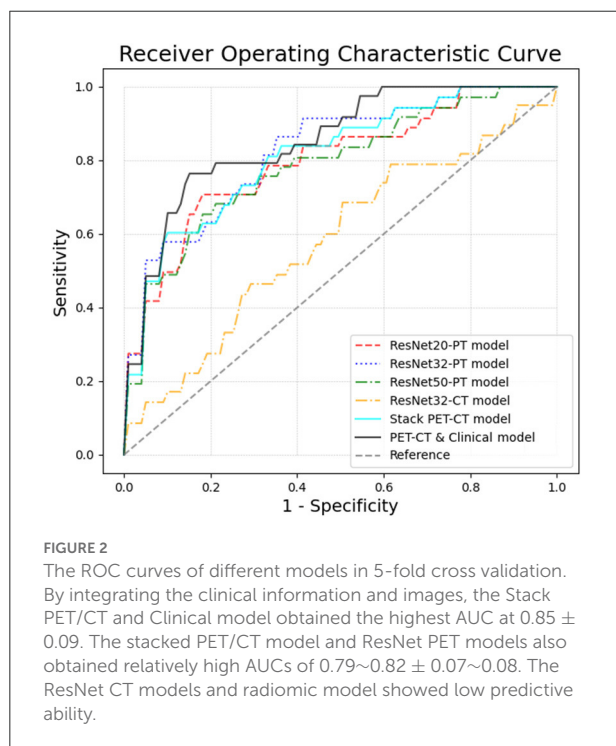 Receiver Operating Characteristic Curve
1.0
0.8
0.6
0.4
0.2
0.0
Sensitivity
ResNet20-PT model
ResNet32-PT model
ResNet50-PT model
ResNet32-CT model
Stack PET-CT model
PET-CT & Clinical model
Reference
0.0 0.2 0.4 0.6 0.8 1.0
1 - Specificity
FIGURE 2
The ROC curves of different models in 5-fold cross validation.
By integrating the clinical information and images, the Stack
PET/CT and Clinical model obtained the highest AUC at 0.85 ±
0.09. The stacked PET/CT model and ResNet PET models also
obtained relatively high AUCs of 0.79~0.82 ± 0.07~0.08. The
ResNet CT models and radiomic model showed low predictive
ability.